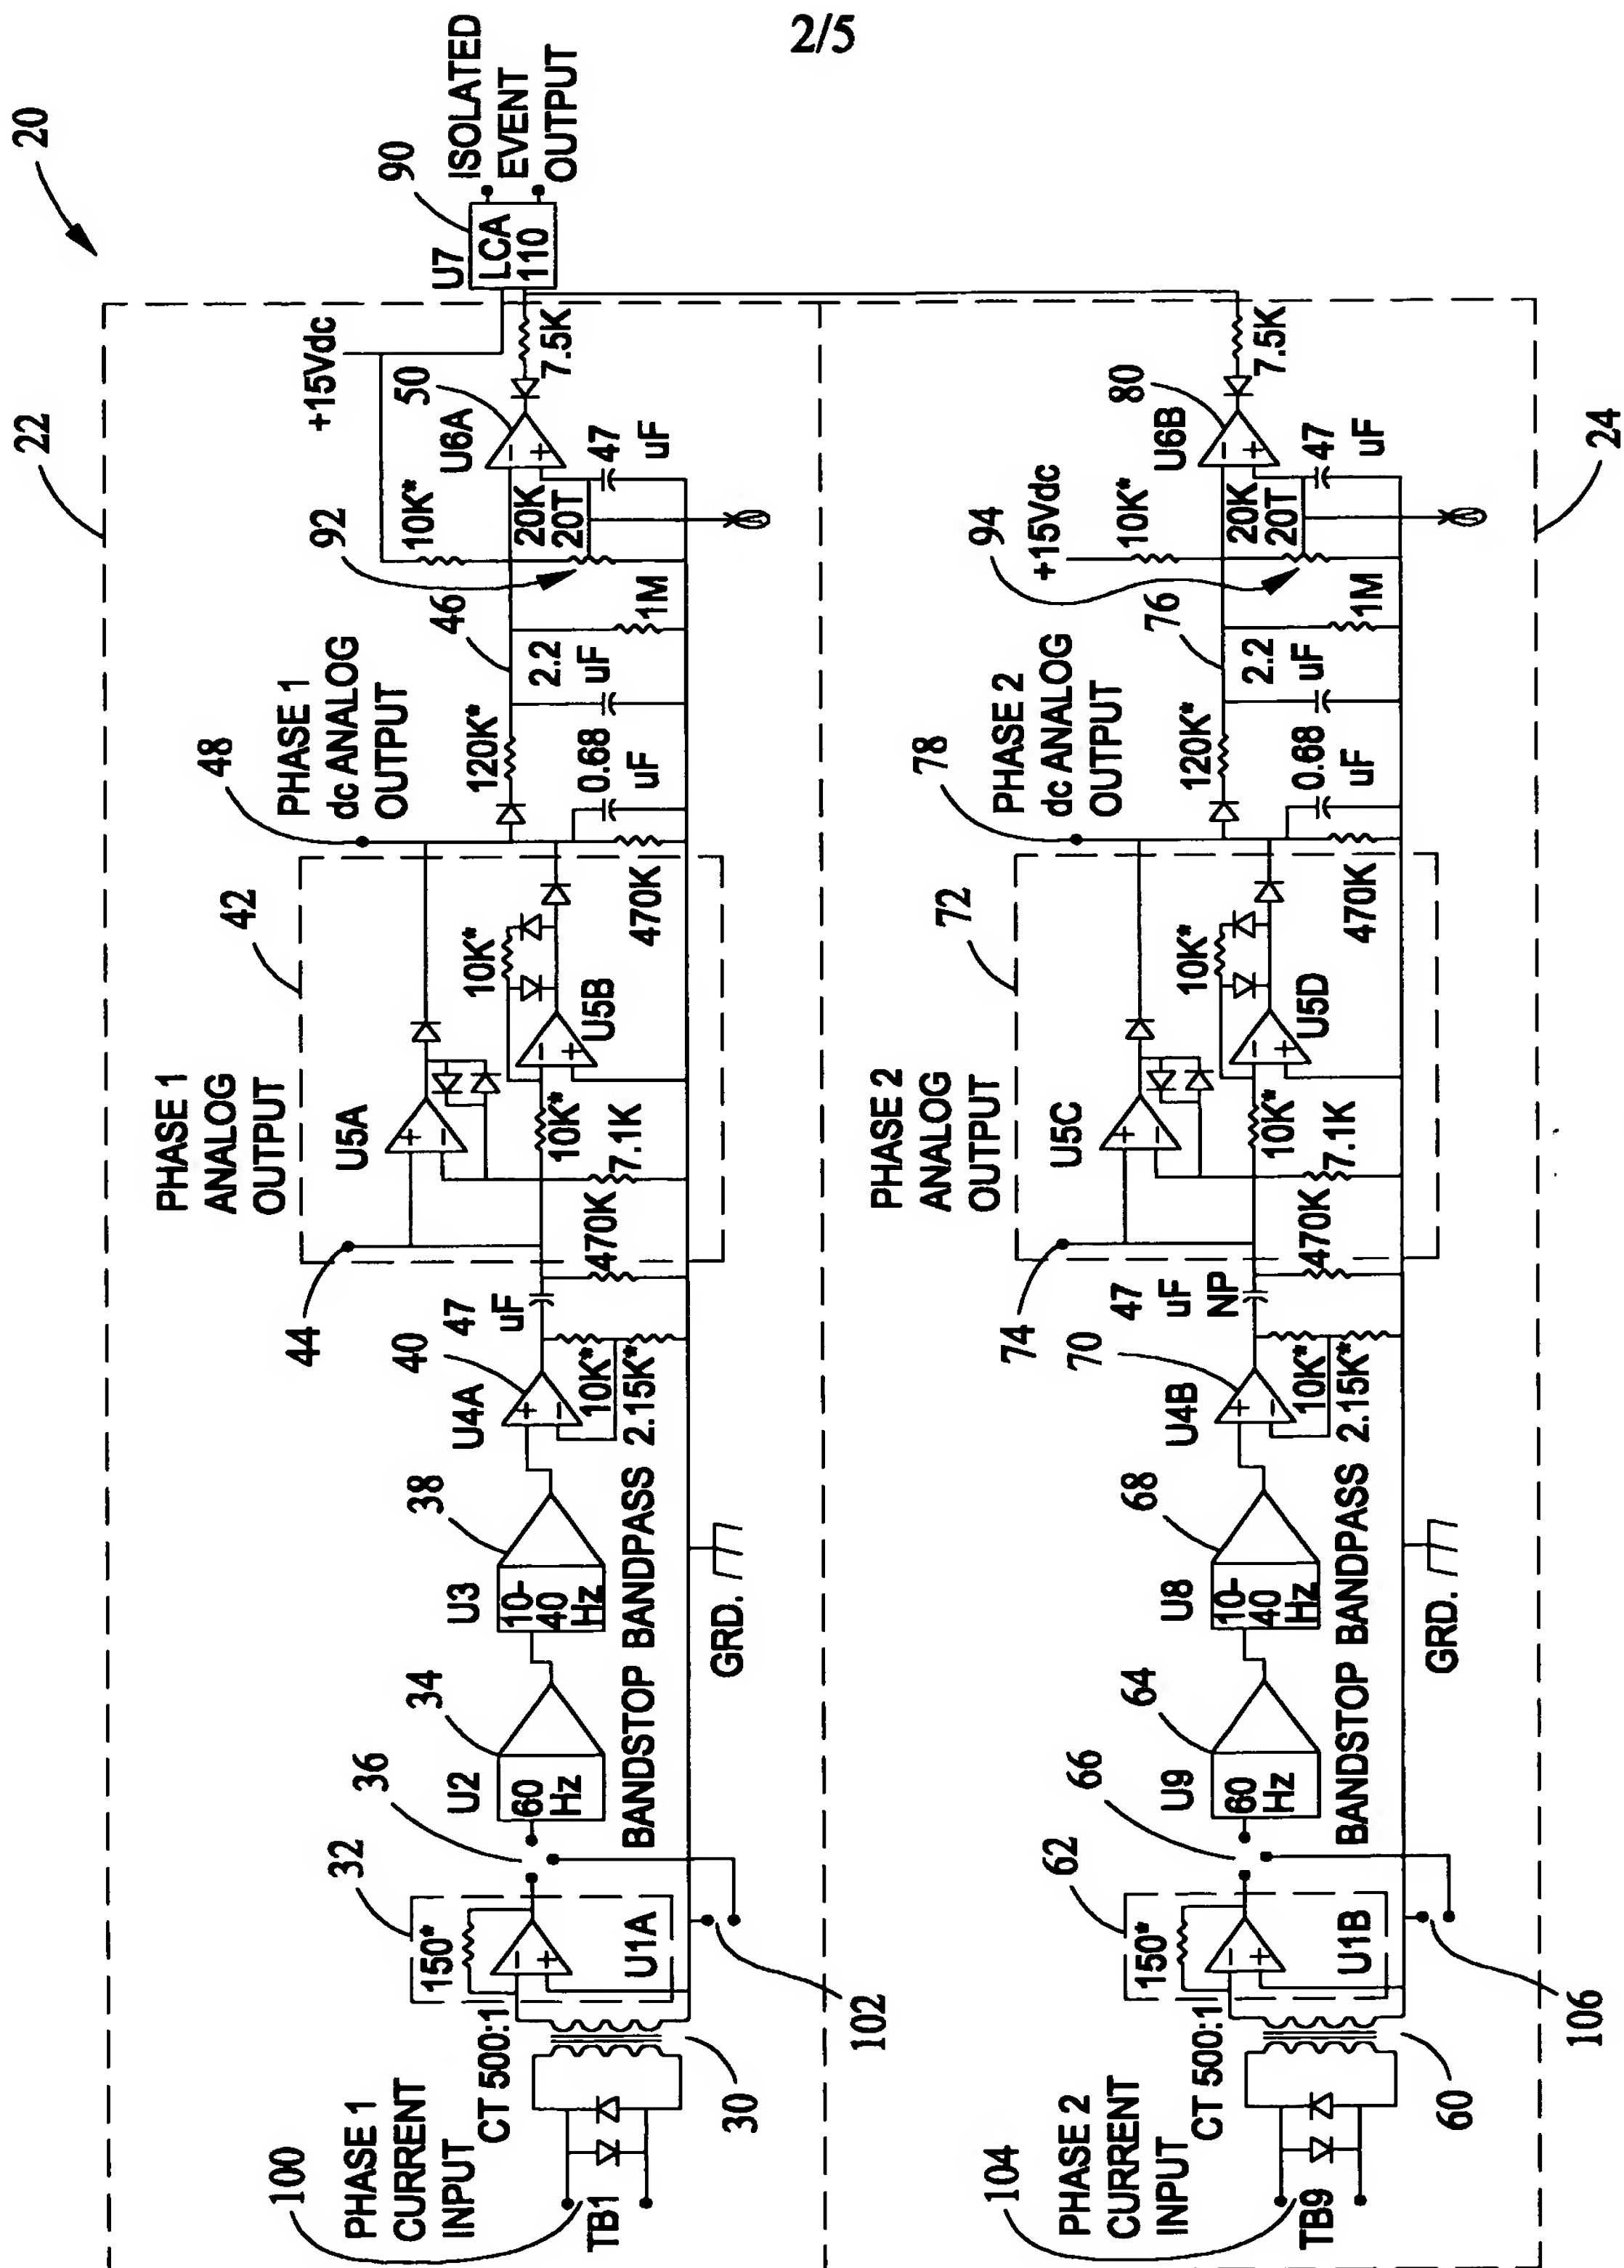 2/5
20
22
+15Vdc
U7
90
LCA
110
ISOLATED
EVENT
OUTPUT
7.5K
50
U6A
47
uF
10K*
20K
20T
92
1M
46
2.2
uF
120K*
0.68
uF
48
PHASE 1
dc ANALOG
OUTPUT
470K
42
10K*
U5B
U5A
10K*
7.1K
PHASE 1
ANALOG
OUTPUT
44
470K
47
uF
40
U4A
10K*
2.15K*
38
U3
10-
40
Hz
BANDPASS
34
U2
60
Hz
BANDSTOP
36
32
150*
U1A
GRD.
102
CT 500:1
30
PHASE 1
CURRENT
INPUT
100
TB1
24
7.5K
80
U6B
47
uF
+15Vdc
10K*
20K
20T
94
1M
76
2.2
uF
120K*
0.68
uF
78
PHASE 2
dc ANALOG
OUTPUT
470K
72
10K*
U5D
U5C
10K*
7.1K
PHASE 2
ANALOG
OUTPUT
74
470K
47
uF
NP
70
U4B
10K*
2.15K*
68
U8
10-
40
Hz
BANDPASS
64
U9
60
Hz
BANDSTOP
66
62
150*
U1B
GRD.
106
CT 500:1
60
PHASE 2
CURRENT
INPUT
104
TB9